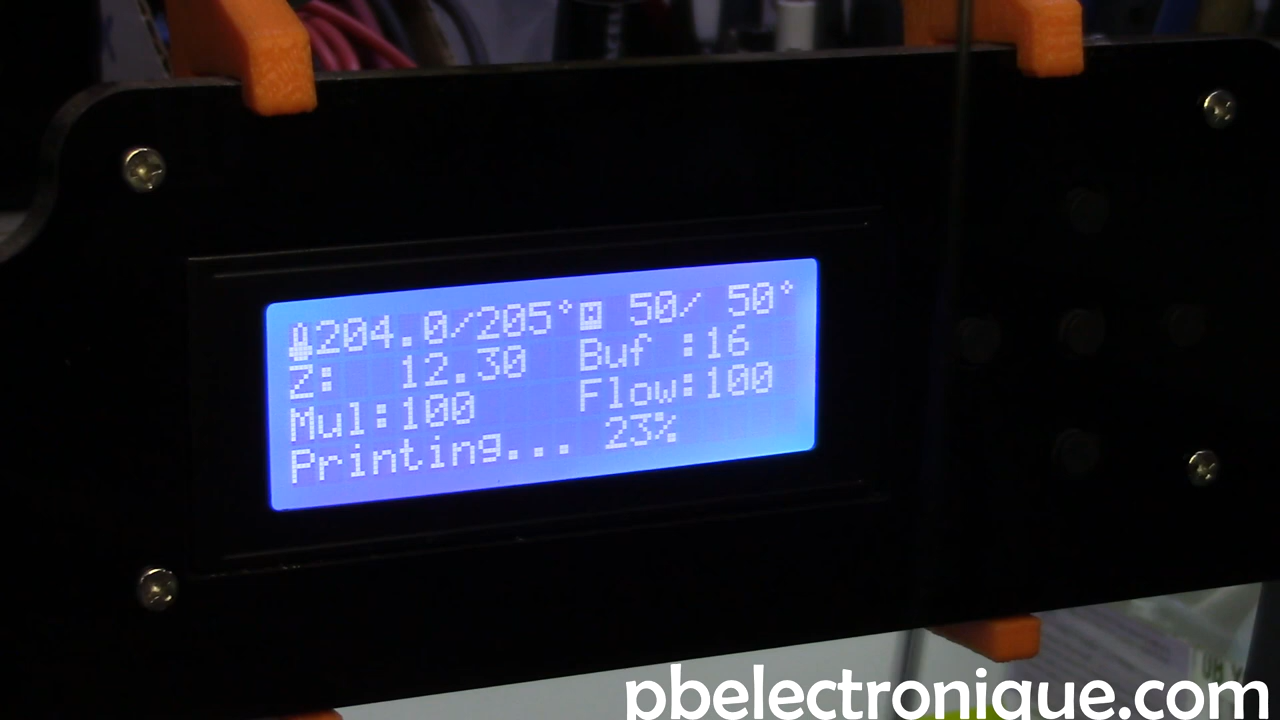 204.0/205° 50/ 50°
Z: 12.30 Buf :16
Mul:100 Flow:100
Printing... 23%
pbelectronique.com